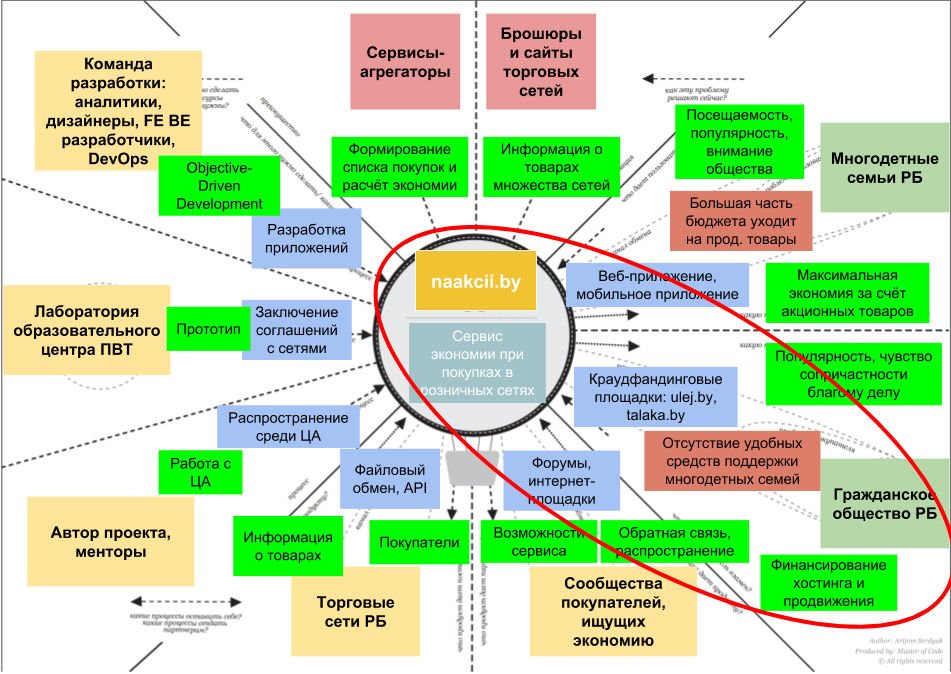 Сервисы-
агрегаторы
Брошюры
и сайты
торговых
сетей
Команда
разработки:
аналитики,
дизайнеры, FE BE
разработчики,
DevOps
как эту проблему
решают сейчас?
преимущество
Посещаемость,
популярность,
внимание
общества
Многодетные
семьи РБ
Формирование
списка покупок и
расчёт экономии
Информация о
товарах
множества сетей
Objective-
Driven
Development
Большая часть
бюджета уходит
на прод. товары
Разработка
приложений
naakcii.by
Веб-приложение,
мобильное приложение
Максимальная
экономия за счёт
акционных товаров
Лаборатория
образовательного
центра ПВТ
Прототип
Заключение
соглашений
с сетями
Сервис
экономии при
покупках в
розничных сетях
Популярность, чувство
сопричастности
благому делу
Краудфандинговые
площадки: ulej.by,
talaka.by
Распространение
среди ЦА
Отсутствие удобных
средств поддержки
многодетных семей
Работа с
ЦА
Файловый
обмен, API
Форумы,
интернет-
площадки
Гражданское
общество РБ
Автор проекта,
менторы
Информация
о товарах
Покупатели
Возможности
сервиса
Обратная связь,
распространение
Финансирование
хостинга и
продвижения
Торговые
сети РБ
Сообщества
покупателей,
ищущих
экономию
какие процессы оставить себе?
какие процессы отдать
партнерам?
Author: Artjom Serdyuk
Produced by: Master of Code
© All rights reserved